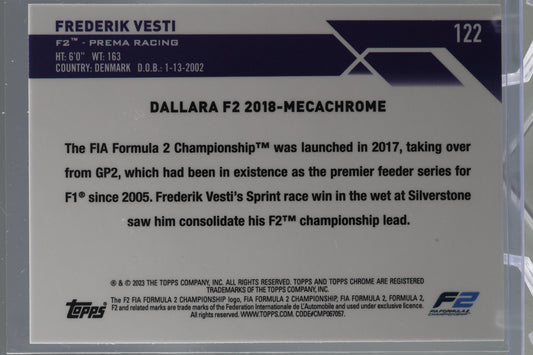 FREDERIK VESTI
122
F2™ - PREMA RACING
HT: 6'0" WT: 163
COUNTRY: DENMARK D.O.B.: 1-13-2002
DALLARA F2 2018-MECACHROME
The FIA Formula 2 Championship™ was launched in 2017, taking over
from GP2, which had been in existence as the premier feeder series for
F1® since 2005. Frederik Vesti's Sprint race win in the wet at Silverstone
saw him consolidate his F2™ championship lead.
® & © 2023 THE TOPPS COMPANY, INC. ALL RIGHTS RESERVED. TOPPS AND TOPPS CHROME ARE REGISTERED
TRADEMARKS OF THE TOPPS COMPANY, INC.
The F2 FIA FORMULA 2 CHAMPIONSHIP logo, FIA FORMULA 2 CHAMPIONSHIP, FIA FORMULA 2, FORMULA 2,
F2 and related marks are trade marks of the Federation Internationale de L'Automobile and used under exclusive licence.
All rights reserved. WWW.TOPPS.COM. CODE#CMP067057.
Topps
F2
FIA FORMULA 2
CHAMPIONSHIP